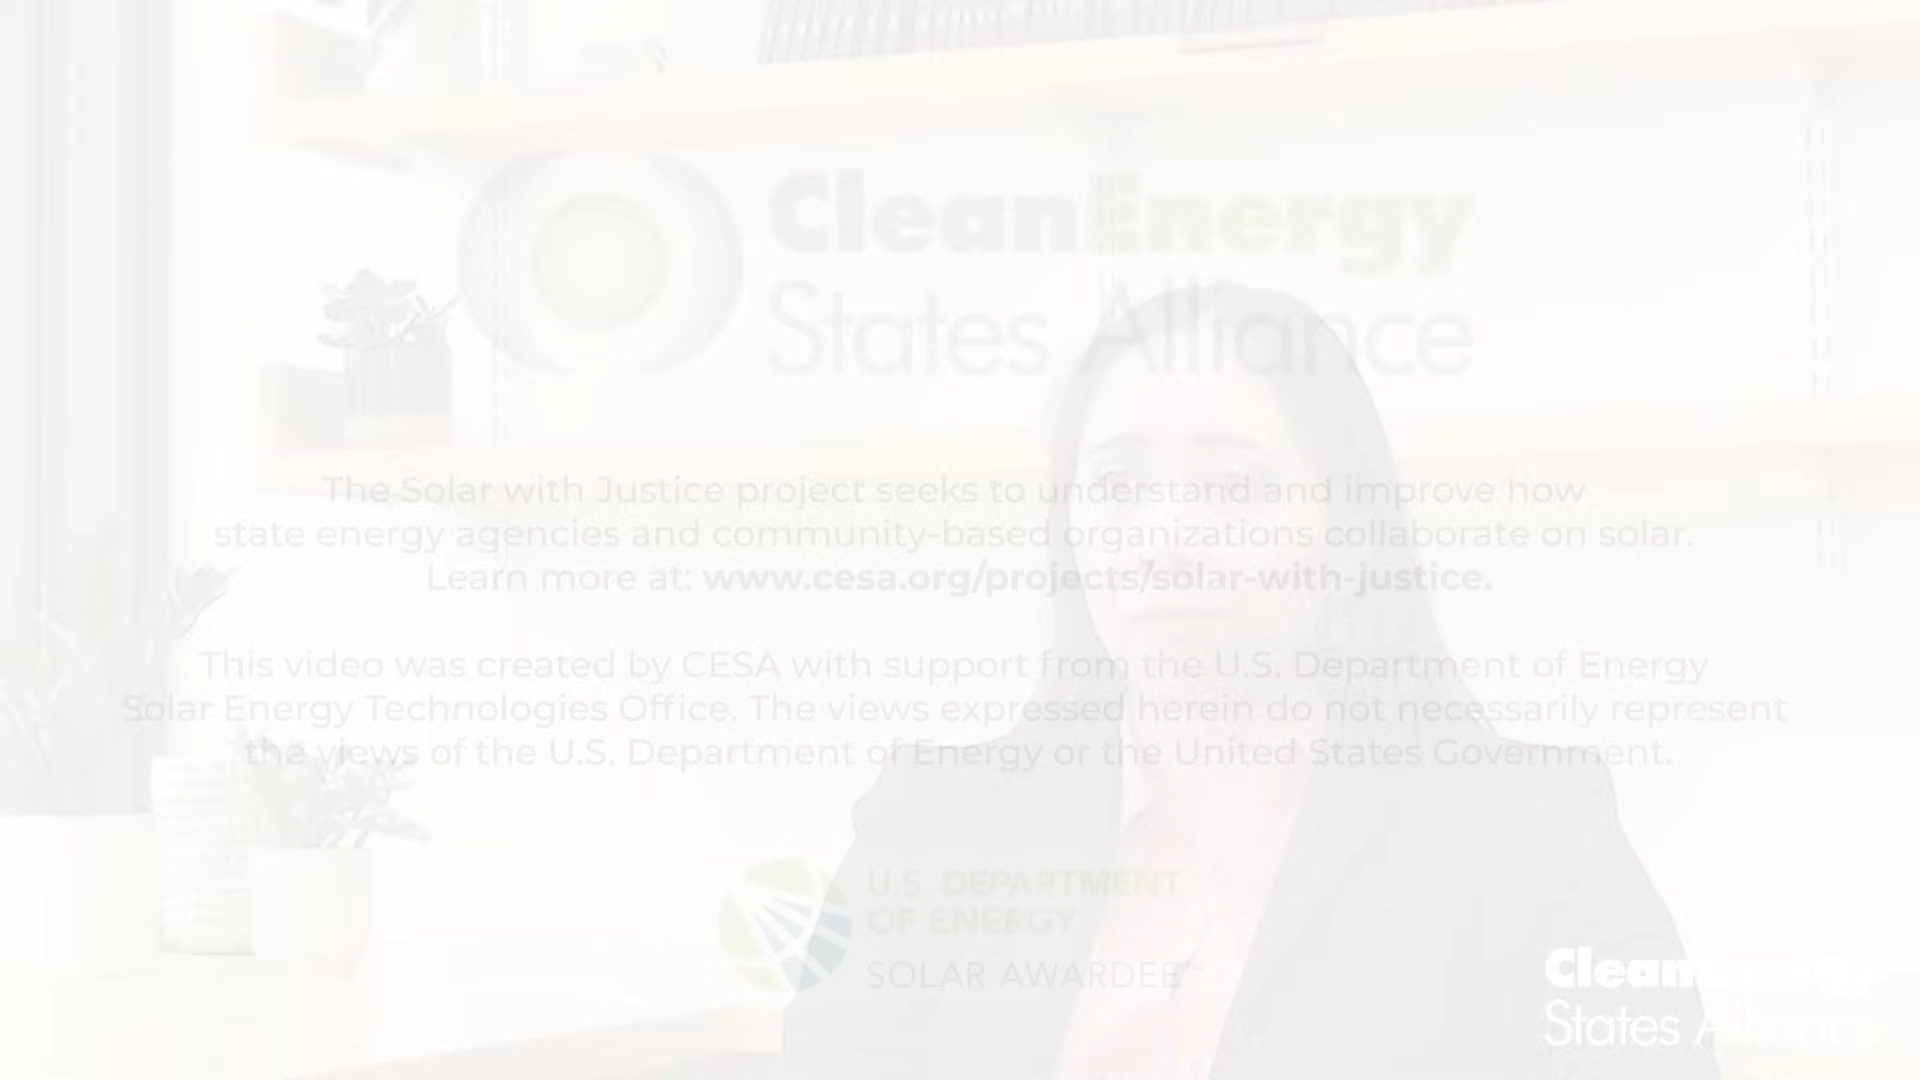 CleanEnergy
States Alliance
The Solar with Justice project seeks to understand and improve how
state energy agencies and community-based organizations collaborate on solar.
Learn more at: www.cesa.org/projects/solar-with-justice.
This video was created by CESA with support from the U.S. Department of Energy
Solar Energy Technologies Office. The views expressed herein do not necessarily represent
the views of the U.S. Department of Energy or the United States Government.
U.S. DEPARTMENT
OF ENERGY
SOLAR AWARDEE
Clean
States Alliance